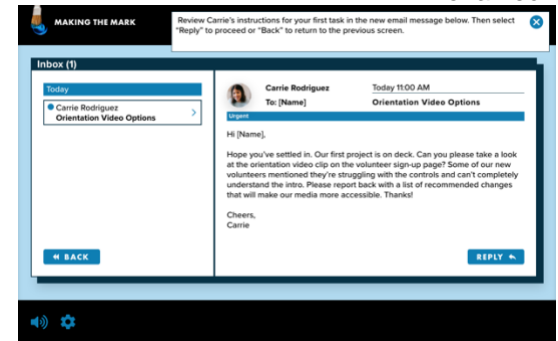 MAKING THE MARK
Review Carrie's instructions for your first task in the new email message below. Then select
"Reply" to proceed or "Back" to return to the previous screen.
Inbox (1)
Today
Carrie Rodriguez
Orientation Video Options
Carrie Rodriguez
Today 11:00 AM
To: [Name]
Orientation Video Options
Urgent
Hi [Name],
Hope you've settled in. Our first project is on deck. Can you please take a look
at the orientation video clip on the volunteer sign-up page? Some of our new
volunteers mentioned they're struggling with the controls and can't completely
understand the intro. Please report back with a list of recommended changes
that will make our media more accessible. Thanks!
Cheers,
Carrie
BACK
REPLY